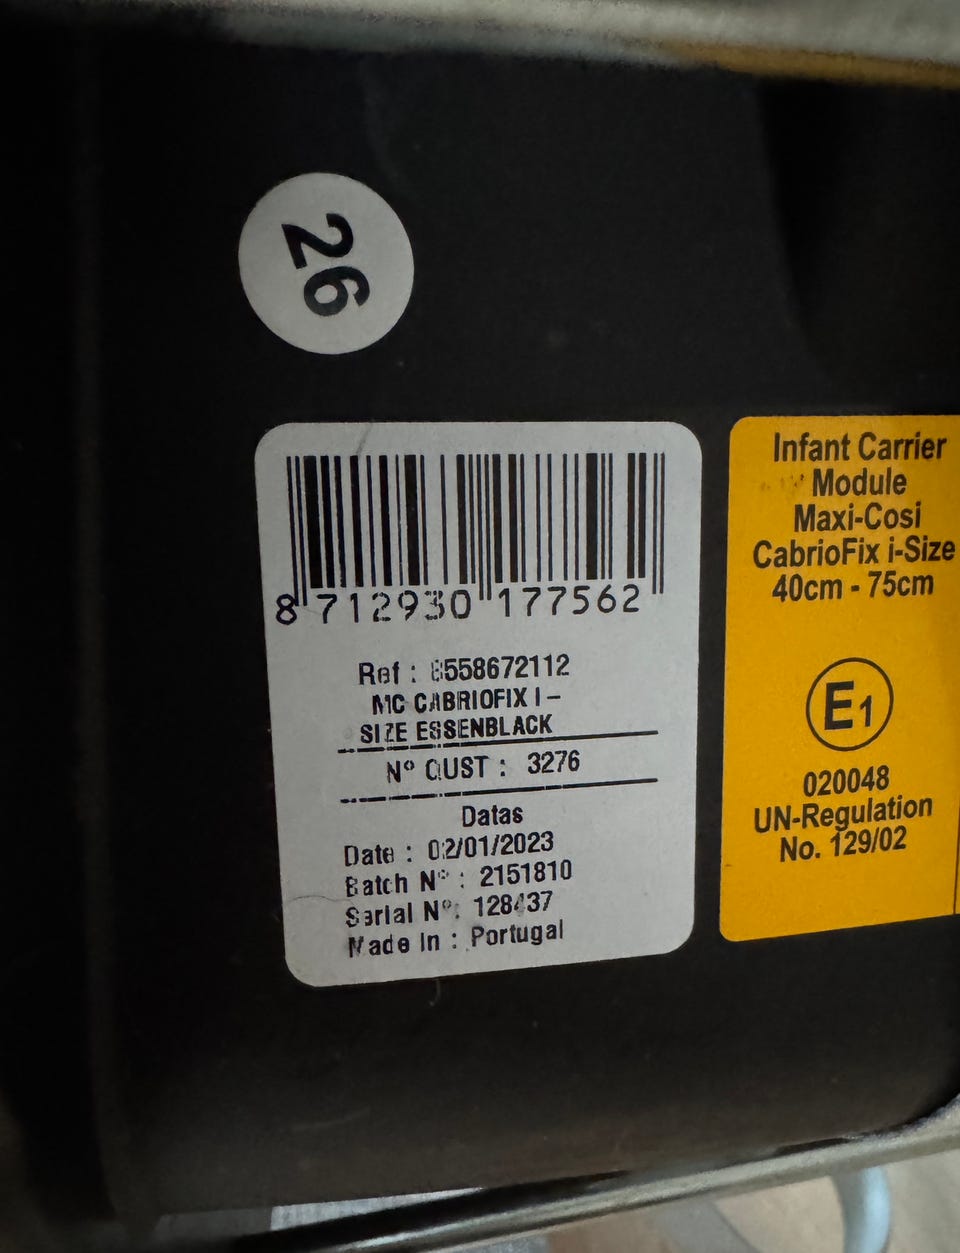 26
8 712930 177562
Ref : 8558672112
MC CABRIOFIX I-
SIZE ESSENBLACK
N° CUST : 3276
Datas
Date : 02/01/2023
Batch N° : 2151810
Serial N°: 128437
Made In : Portugal
Infant Carrier
Module
Maxi-Cosi
CabrioFix i-Size
40cm - 75cm
E1
020048
UN-Regulation
No. 129/02